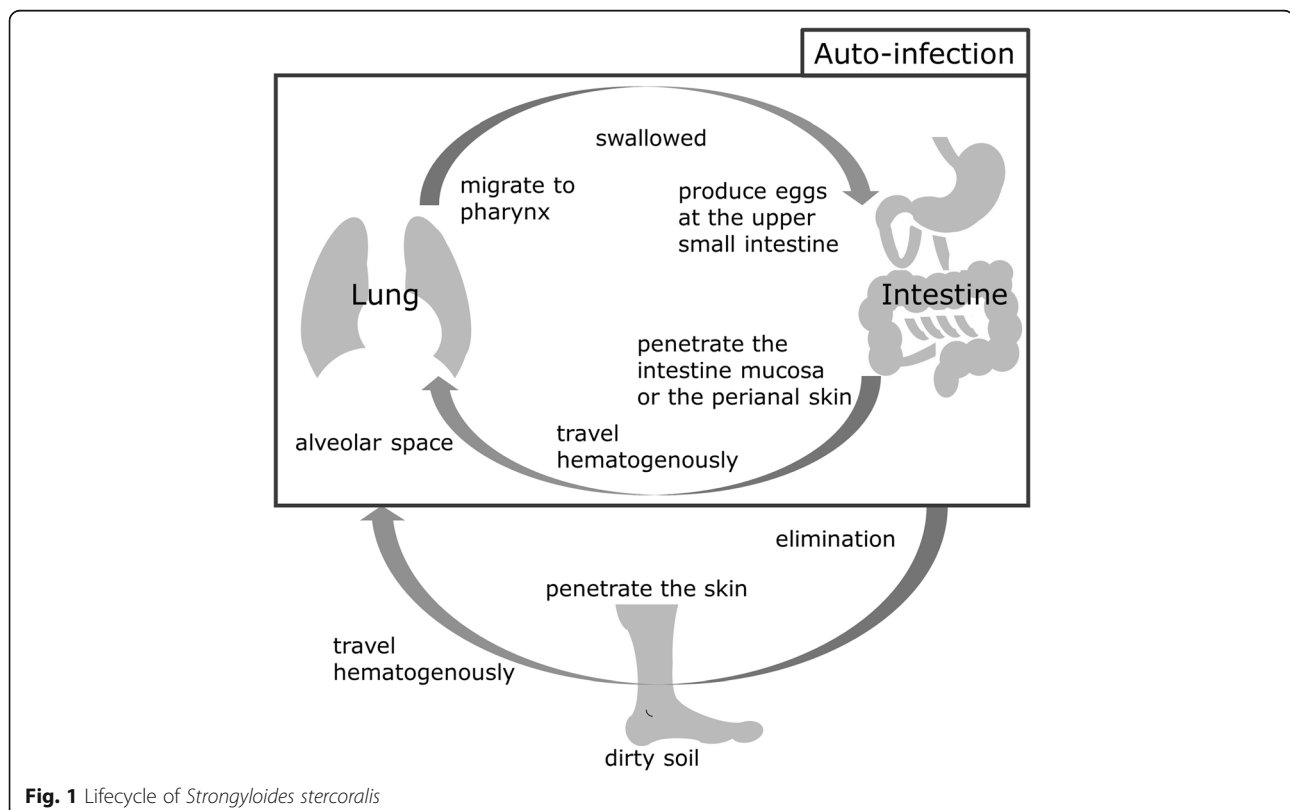 Auto-infection
swallowed
migrate to
pharynx
produce eggs
at the upper
small intestine
Lung
Intestine
penetrate the
intestine mucosa
or the perianal skin
travel
hematogenously
alveolar space
elimination
penetrate the skin
travel
hematogenously
dirty soil
Fig. 1 Lifecycle of Strongyloides stercoralis